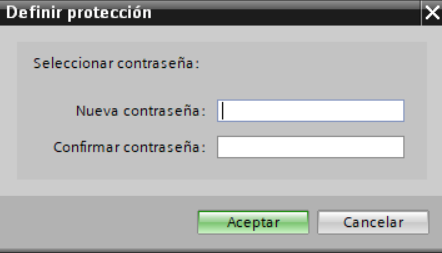 Definir protección
Seleccionar contraseña:
Nueva contraseña:
Confirmar contraseña:
Aceptar Cancelar